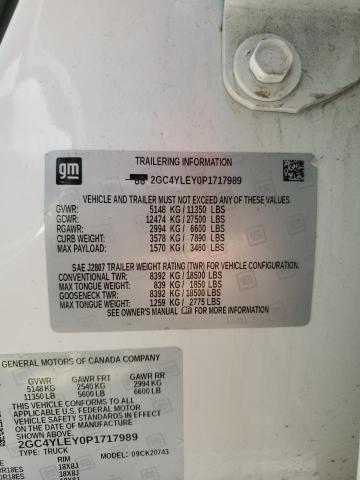 gm
TRAILERING INFORMATION
2GC4YLEY0P1717989
VEHICLE AND TRAILER MUST NOT EXCEED ANY OF THESE WEIGHTS:
GVWR: 5148 KG / 11350 LBS
GCWR: 12474 KG / 27500 LBS
RGAWR: 2994 KG / 6600 LBS
CURB WEIGHT: 3578 KG / 7890 LBS
MAX PAYLOAD: 1570 KG / 3460 LBS
SAE J2807 TRAILER WEIGHT RATING (TWR) FOR VEHICLE CONFIGURATION.
CONVENTIONAL TWR: 8392 KG / 18500 LBS
MAX TONGUE WEIGHT: 839 KG / 1850 LBS
GOOSENECK TWR: 8392 KG / 18500 LBS
MAX TONGUE WEIGHT: 1259 KG / 2775 LBS
SEE OWNER'S MANUAL FOR MORE INFORMATION
GENERAL MOTORS OF CANADA COMPANY
GVWR GAWR FRT GAWR RR
5148KG 2540 KG 2994 KG
11350LB 5600 LB 6600 LB
THIS VEHICLE CONFORMS TO ALL
APPLICABLE U.S. FEDERAL MOTOR
VEHICLE SAFETY STANDARDS IN
EFFECT ON THE DATE OF
MANUFACTURE SHOWN ABOVE.
2GC4YLEY0P1717989
TYPE: TRUCK
MODEL: 09CK20743
RIM
18X8J
18X8J